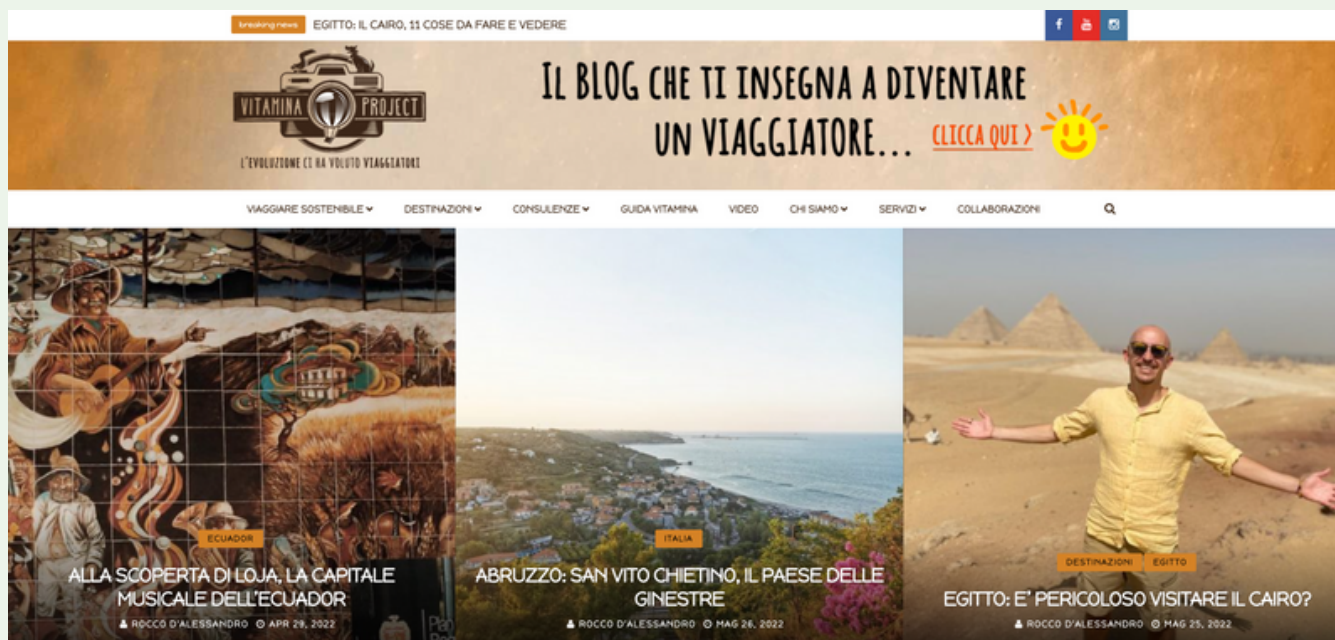 breaking news EGITTO: IL CAIRO, 11 COSE DA FARE E VEDERE
VITAMINA PROJECT
L'EVOLUZIONE CI HA VOLUTO VIAGGIATORI
IL BLOG CHE TI INSEGNA A DIVENTARE
UN VIAGGIATORE... CLICCA QUI >
VIAGGIARE SOSTENIBILE DESTINAZIONI CONSULENZE GUIDA VITAMINA VIDEO CHI SIAMO SERVIZI COLLABORAZIONI
ECUADOR
ALLA SCOPERTA DI LOJA, LA CAPITALE
MUSICALE DELL'ECUADOR
ROCCO D'ALESSANDRO APR 29, 2022
ITALIA
ABRUZZO: SAN VITO CHIETINO, IL PAESE DELLE
GINESTRE
ROCCO D'ALESSANDRO MAG 26, 2022
DESTINAZIONI EGITTO
EGITTO: E' PERICOLOSO VISITARE IL CAIRO?
ROCCO D'ALESSANDRO MAG 25, 2022